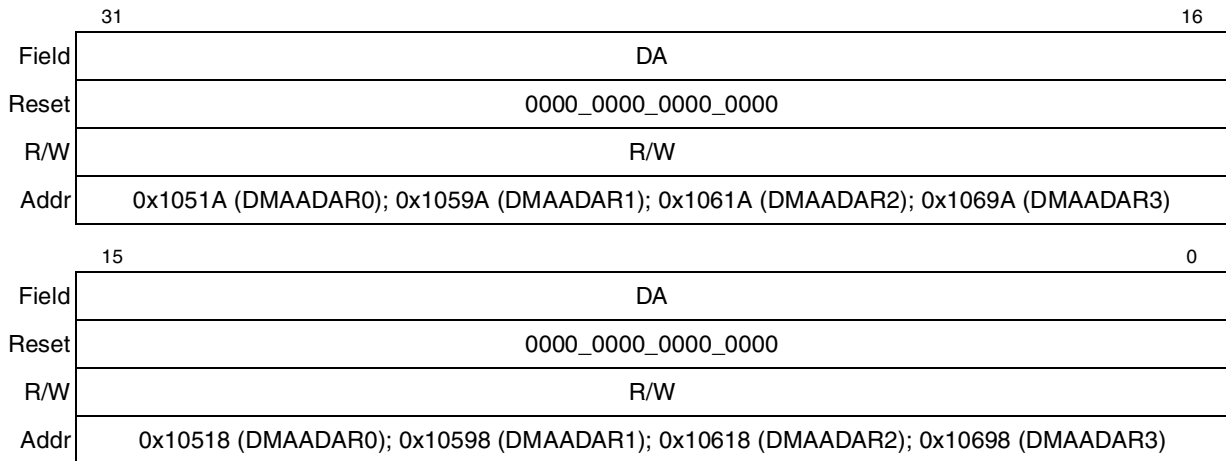 31 16
Field DA
Reset 0000_0000_0000_0000
R/W R/W
Addr 0x1051A (DMAADAR0); 0x1059A (DMAADAR1); 0x1061A (DMAADAR2); 0x1069A (DMAADAR3)
15 0
Field DA
Reset 0000_0000_0000_0000
R/W R/W
Addr 0x10518 (DMAADAR0); 0x10598 (DMAADAR1); 0x10618 (DMAADAR2); 0x10698 (DMAADAR3)